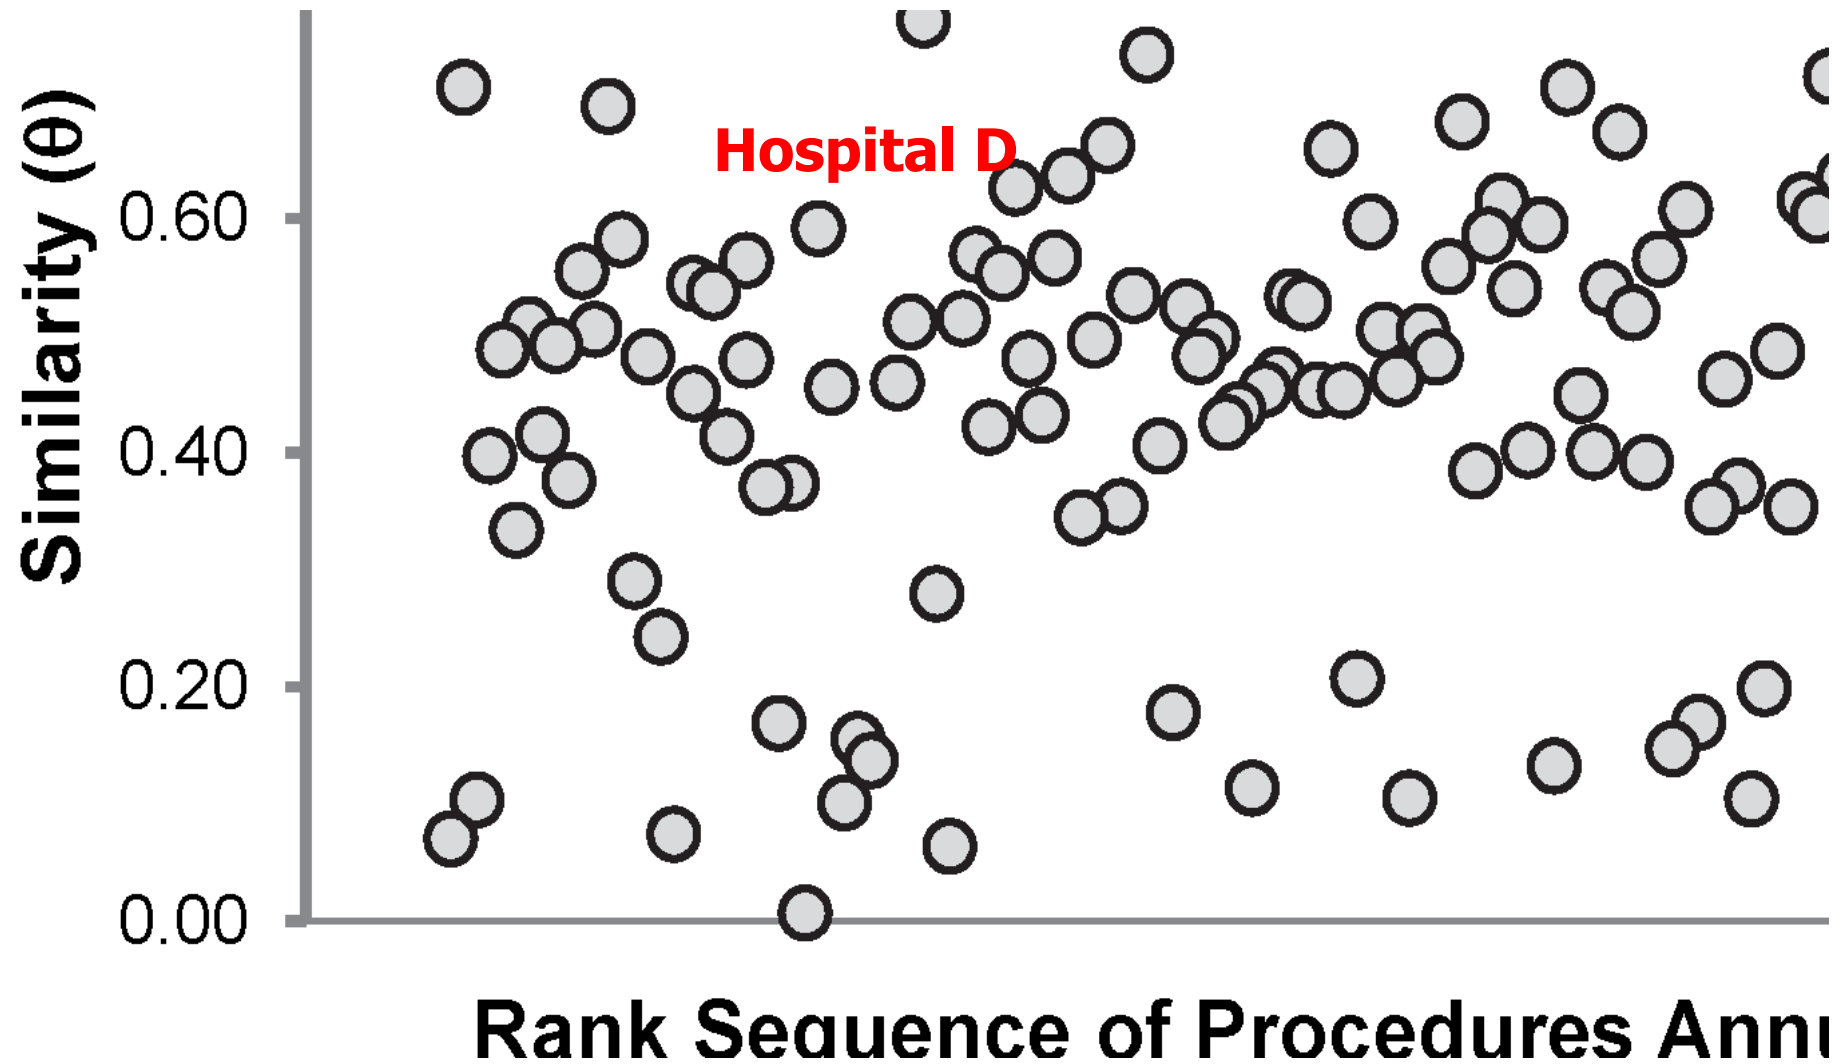 Similarity (θ)
Hospital D
0.60
0.40
0.20
0.00
Rank Sequence of Procedures